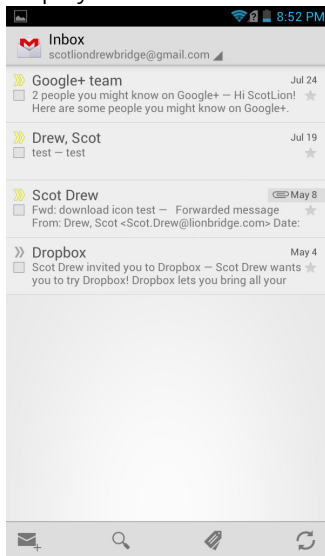 8:52 PM
Inbox
scotliondrewbridge@gmail.com
Google+ team Jul 24
2 people you might know on Google+ — Hi ScotLion!
Here are some people you might know on Google+.
Drew, Scot Jul 19
test — test
Scot Drew May 8
Fwd: download icon test — Forwarded message
From: Drew, Scot <Scot.Drew@lionbridge.com> Date:
Dropbox May 4
Scot Drew invited you to Dropbox — Scot Drew wants
you to try Dropbox! Dropbox lets you bring all your